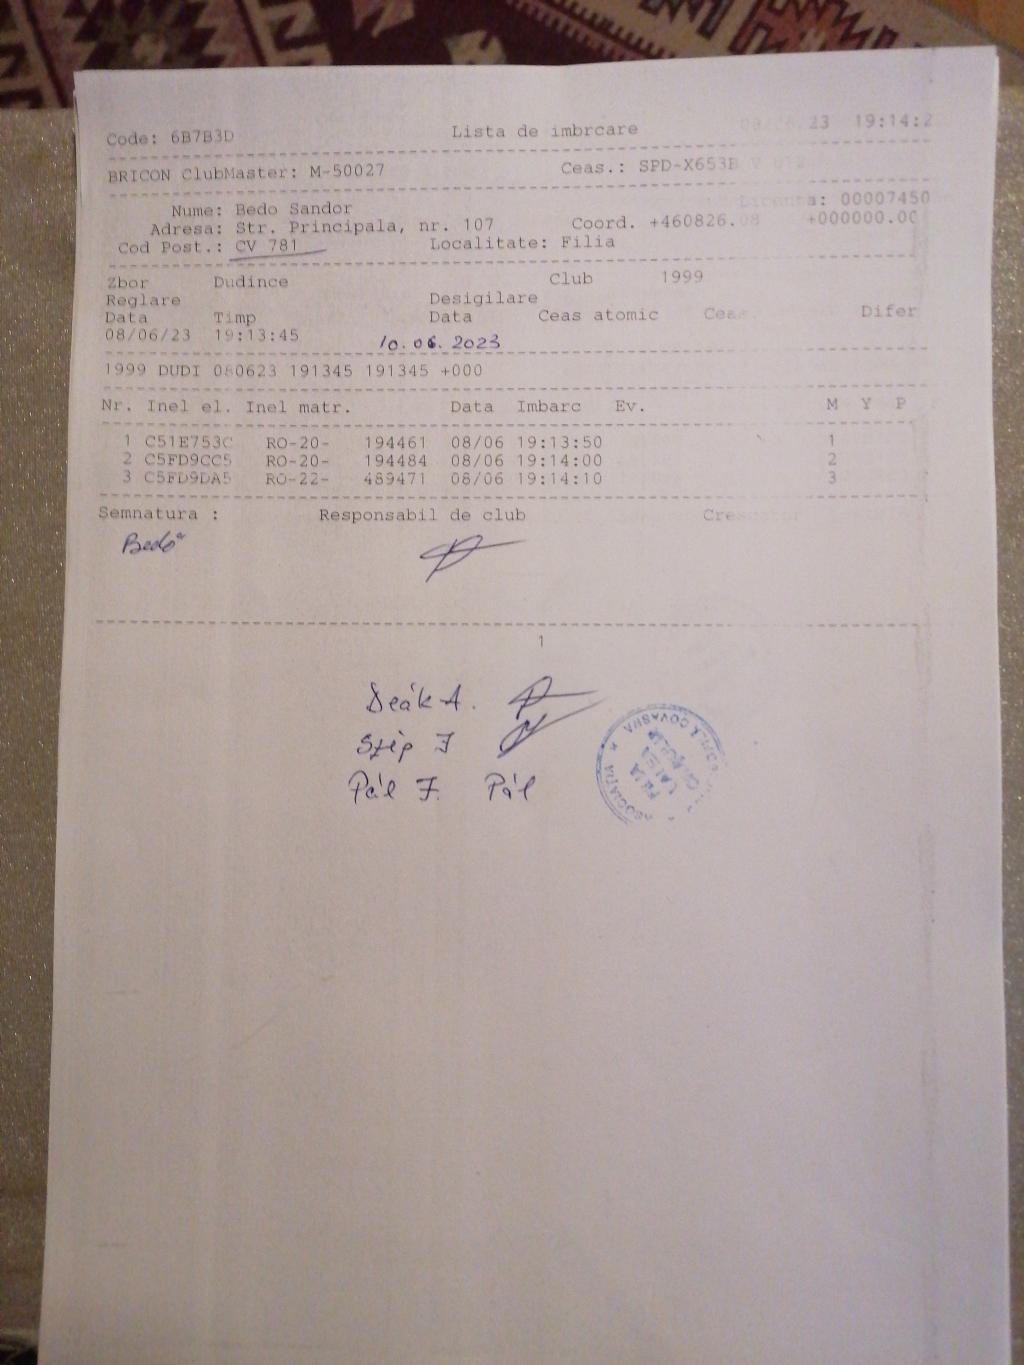 Code: 6B7B3D Lista de imbrcare 23 19:14:2
BRICON ClubMaster: M-50027 Ceas.: SPD-X653B
Nume: Bedo Sandor 00007450
Adresa: Str. Principala, nr. 107 Coord. +460826.08 +000000.00
Cod Post.: CV 781 Localitate: Filia
Zbor Dudince Club 1999
Reglare Desigilare
Data Timp Data Ceas atomic Ceas. Difer
08/06/23 19:13:45 10.06.2023
1999 DUDI 080623 191345 191345 +000
Nr. Inel el. Inel matr. Data Imbarc Ev. M Y P
1 C51E753C RO-20- 194461 08/06 19:13:50 1
2 C5FD9CC5 RO-20- 194484 08/06 19:14:00 2
3 C5FD9DA5 RO-22- 489471 08/06 19:14:10 3
Semnatura : Responsabil de club
Bedő
1
Deák A.
Szép J
Pál F. Pál
COVASNA
FILIA